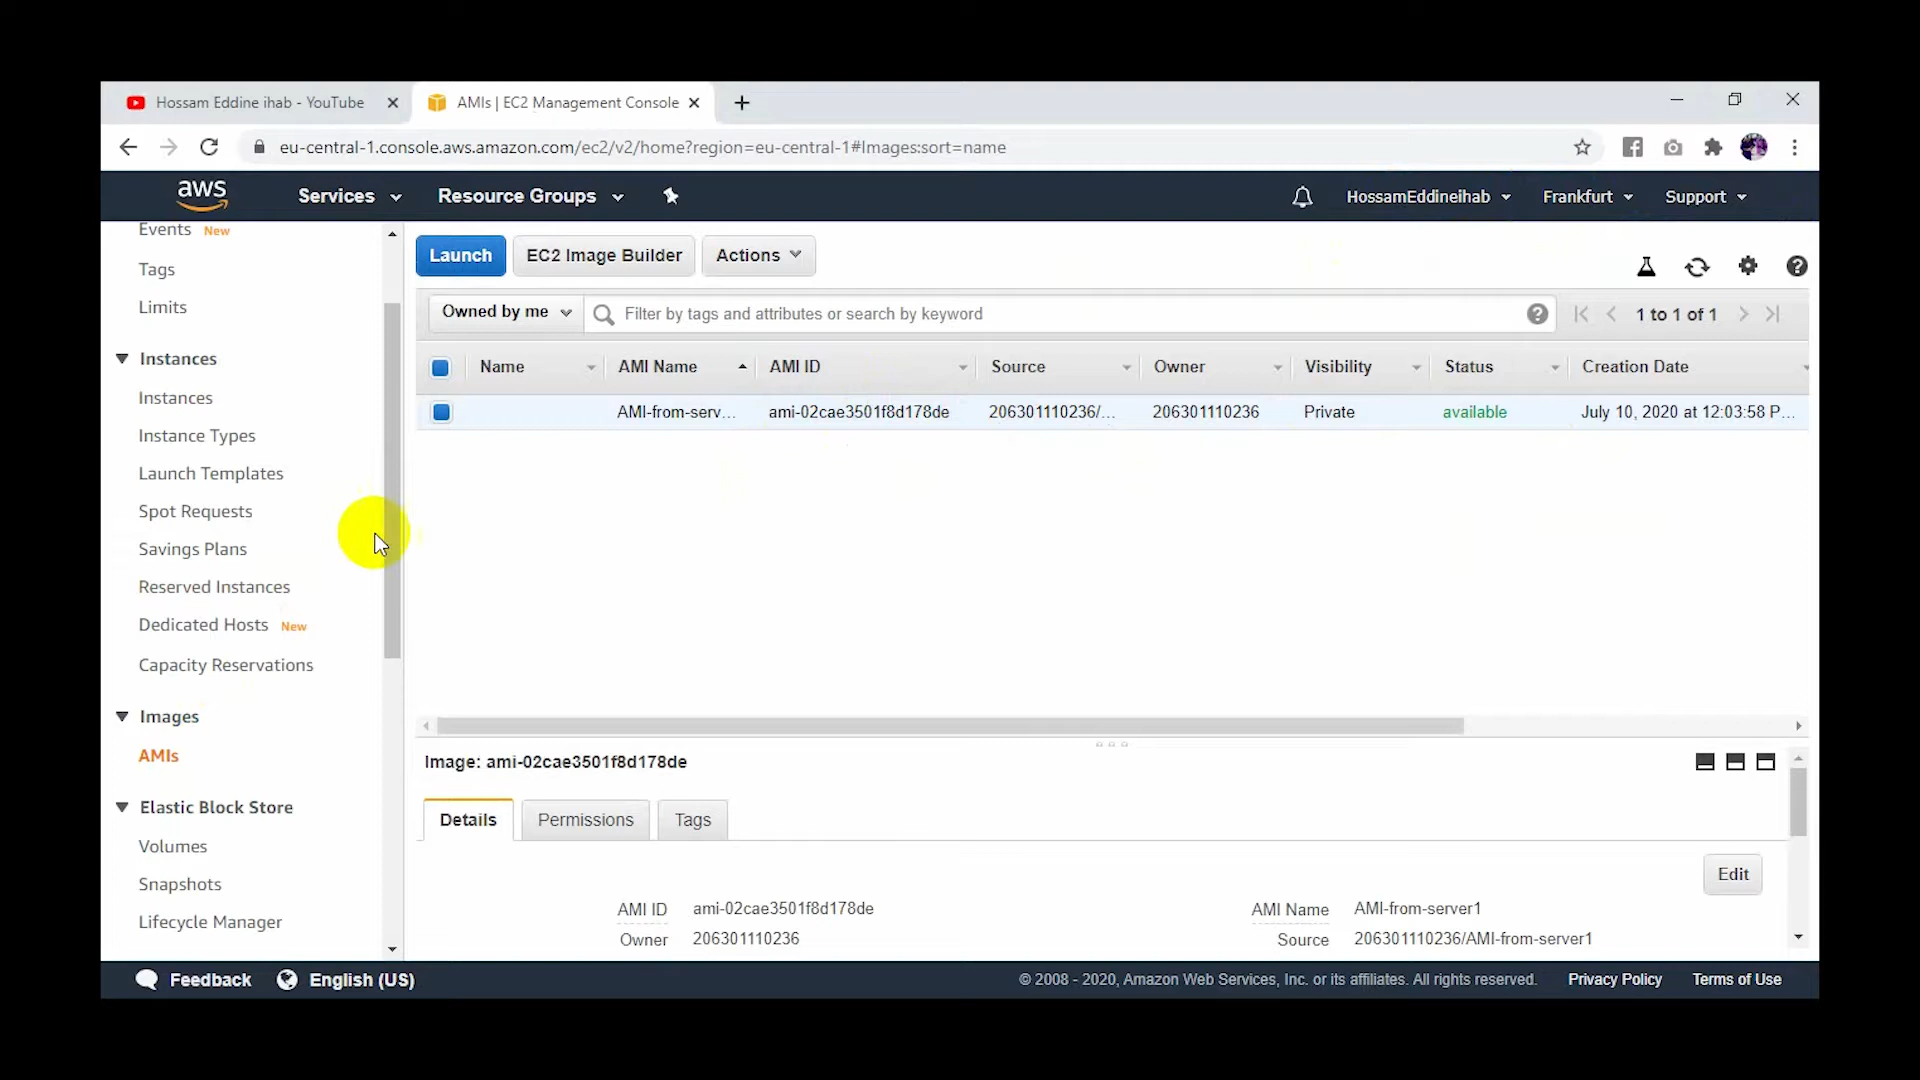 Hossam Eddine ihab - YouTube
AMIs | EC2 Management Console
eu-central-1.console.aws.amazon.com/ec2/v2/home?region=eu-central-1#Images:sort=name
aws
Services
Resource Groups
HossamEddineihab
Frankfurt
Support
Events New
Tags
Limits
Instances
Instances
Instance Types
Launch Templates
Spot Requests
Savings Plans
Reserved Instances
Dedicated Hosts New
Capacity Reservations
Images
AMIs
Elastic Block Store
Volumes
Snapshots
Lifecycle Manager
Launch
EC2 Image Builder
Actions
Owned by me
Filter by tags and attributes or search by keyword
1 to 1 of 1
Name AMI Name AMI ID Source Owner Visibility Status Creation Date
AMI-from-serv... ami-02cae3501f8d178de 206301110236/... 206301110236 Private available July 10, 2020 at 12:03:58 P...
Image: ami-02cae3501f8d178de
Details
Permissions
Tags
Edit
AMI ID ami-02cae3501f8d178de
AMI Name AMI-from-server1
Owner 206301110236
Source 206301110236/AMI-from-server1
Feedback
English (US)
© 2008 - 2020, Amazon Web Services, Inc. or its affiliates. All rights reserved.
Privacy Policy
Terms of Use